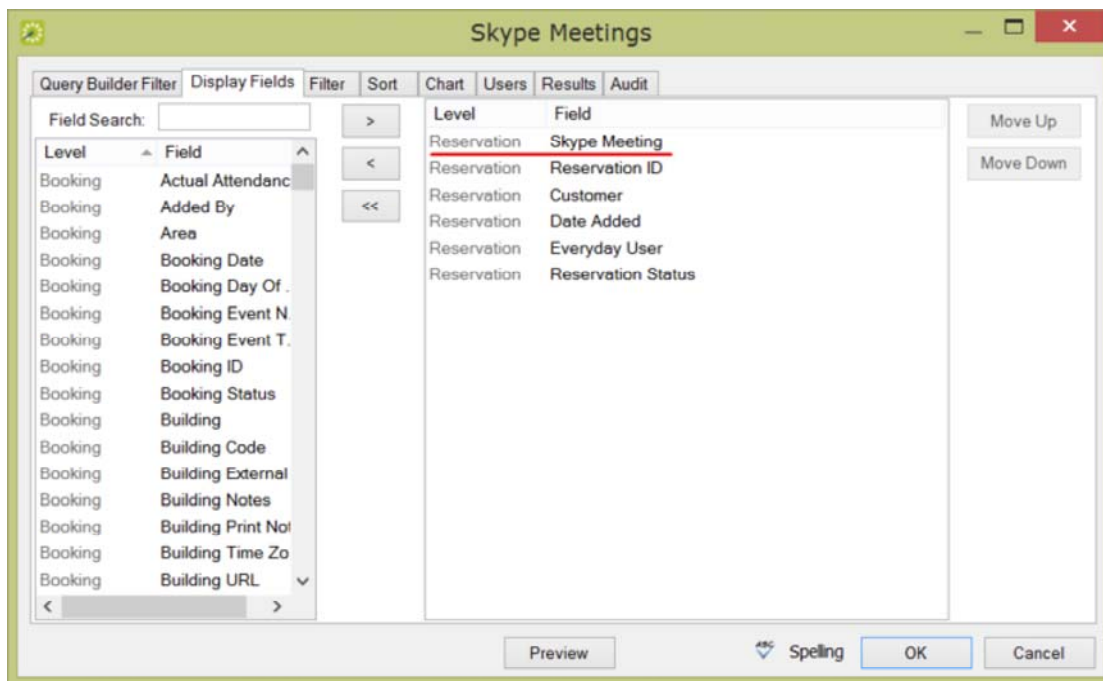 Skype Meetings
Query Builder Filter Display Fields Filter Sort Chart Users Results Audit
Field Search:
Level Field
Booking Actual Attendanc
Booking Added By
Booking Area
Booking Booking Date
Booking Booking Day Of .
Booking Booking Event N.
Booking Booking Event T.
Booking Booking ID
Booking Booking Status
Booking Building
Booking Building Code
Booking Building External
Booking Building Notes
Booking Building Print Not
Booking Building Time Zo
Booking Building URL
>
<
<<
Level Field
Reservation Skype Meeting
Reservation Reservation ID
Reservation Customer
Reservation Date Added
Reservation Everyday User
Reservation Reservation Status
Move Up
Move Down
Preview ABC Spelling OK Cancel